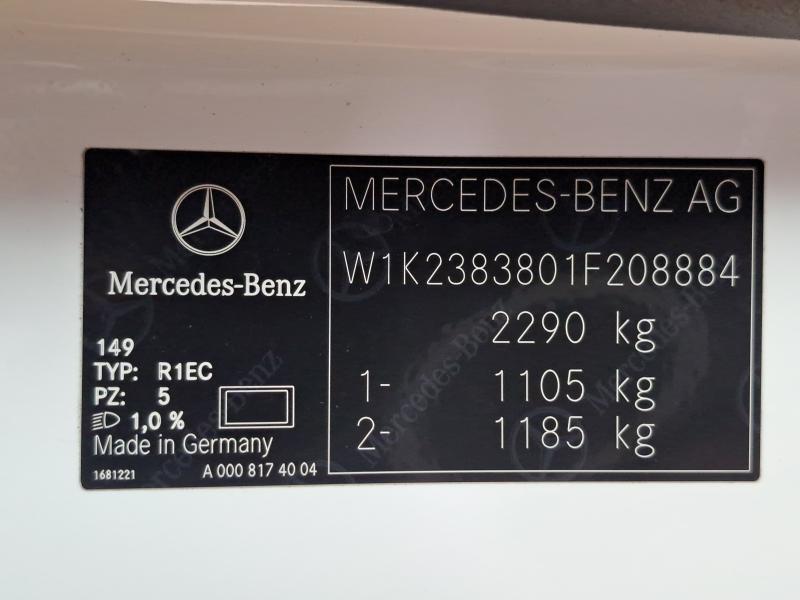 Mercedes-Benz
149
TYP: R1EC
PZ: 5
1,0 %
Made in Germany
1681221 A 000 817 40 04
MERCEDES-BENZ AG
W1K2383801F208884
2290 kg
1- 1105 kg
2- 1185 kg